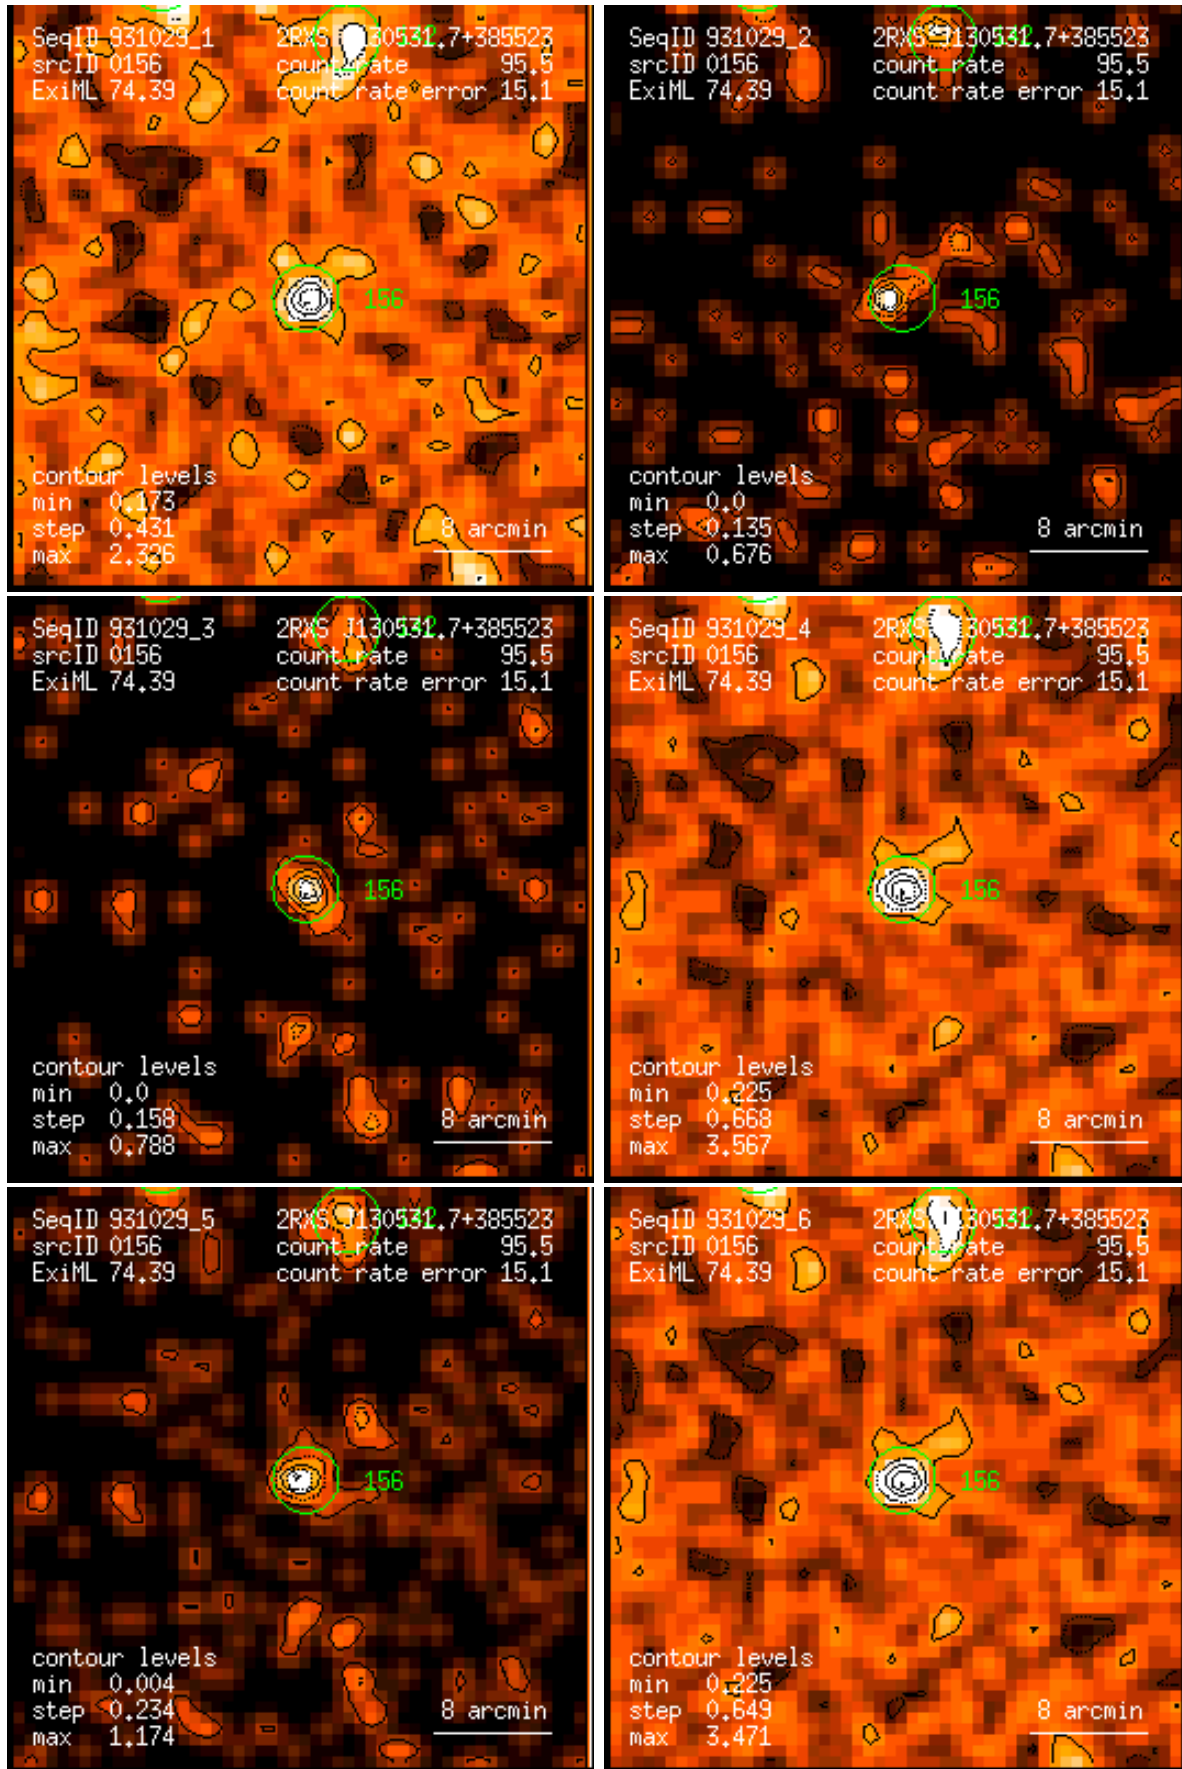 SeqID 931029_1 2RXS J130531.7+385523
srcID 0156 count rate 95.5
ExiML 74.39 count rate error 15.1
156
contour levels
min 0.173
step 0.431
max 2.326
8 arcmin
SeqID 931029_2 2RXS J130531.7+385523
srcID 0156 count rate 95.5
ExiML 74.39 count rate error 15.1
156
contour levels
min 0.0
step 0.135
max 0.676
8 arcmin
SeqID 931029_3 2RXS J130531.7+385523
srcID 0156 count rate 95.5
ExiML 74.39 count rate error 15.1
156
contour levels
min 0.0
step 0.158
max 0.788
8 arcmin
SeqID 931029_4 2RXS J130531.7+385523
srcID 0156 count rate 95.5
ExiML 74.39 count rate error 15.1
156
contour levels
min 0.225
step 0.668
max 3.567
8 arcmin
SeqID 931029_5 2RXS J130531.7+385523
srcID 0156 count rate 95.5
ExiML 74.39 count rate error 15.1
156
contour levels
min 0.004
step 0.234
max 1.174
8 arcmin
SeqID 931029_6 2RXS J130531.7+385523
srcID 0156 count rate 95.5
ExiML 74.39 count rate error 15.1
156
contour levels
min 0.225
step 0.649
max 3.471
8 arcmin